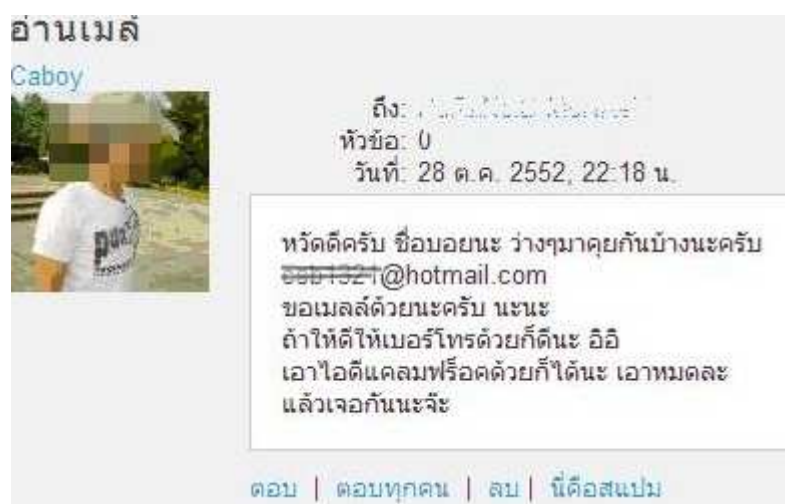 อ่านเมล์
Caboy
ถึง:
หัวข้อ: 0
วันที่: 28 ต.ค. 2552, 22:18 น.
หวัดดีครับ ชื่อบอยนะ ว่างๆมาคุยกันบ้างนะครับ
@hotmail.com
ขอเมลล์ด้วยนะครับ นะนะ
ถ้าให้ดีให้เบอร์โทรด้วยก็ดีนะ อิอิ
เอาไอดีแคลมฟร็อคด้วยก็ได้นะ เอาหมดละ
แล้วเจอกันนะจ๊ะ
ตอบ | ตอบทุกคน | ลบ | นี่คือสแปม